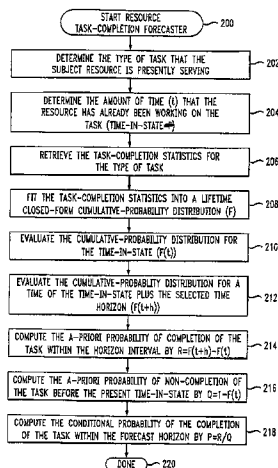 START RESOURCE
TASK-COMPLETION FORECASTER
200
DETERMINE THE TYPE OF TASK THAT THE
SUBJECT RESOURCE IS PRESENTLY SERVING
202
DETERMINE THE AMOUNT OF TIME (t) THAT THE
RESOURCE HAS ALREADY BEEN WORKING ON THE
TASK (TIME-IN-STATE)
204
RETRIEVE THE TASK-COMPLETION STATISTICS FOR
THE TYPE OF TASK
206
FIT THE TASK-COMPLETION STATISTICS INTO A LIFETIME
CLOSED-FORM CUMULATIVE-PROBABILITY DISTRIBUTION (F)
208
EVALUATE THE CUMULATIVE-PROBABLITY DISTRIBUTION FOR
THE TIME-IN-STATE (F(t))
210
EVALUATE THE CUMULATIVE-PROBABLITY DISTRIBUTION FOR A
TIME OF THE TIME-IN-STATE PLUS THE SELECTED TIME
HORIZON (F(t+h))
212
COMPUTE THE A-PRIORI PROBABILITY OF COMPLETION OF THE
TASK WITHIN THE HORIZON INTERVAL BY R=F(t+h)-F(t)
214
COMPUTE THE A-PRIORI PROBABILITY OF NON-COMPLETION OF
THE TASK BEFORE THE PRESENT TIME-IN-STATE BY Q=1-F(t)
216
COMPUTE THE CONDITIONAL PROBABILITY OF THE COMPLETION
OF THE TASK WITHIN THE FORECAST HORIZON BY P=R/Q
218
DONE
220